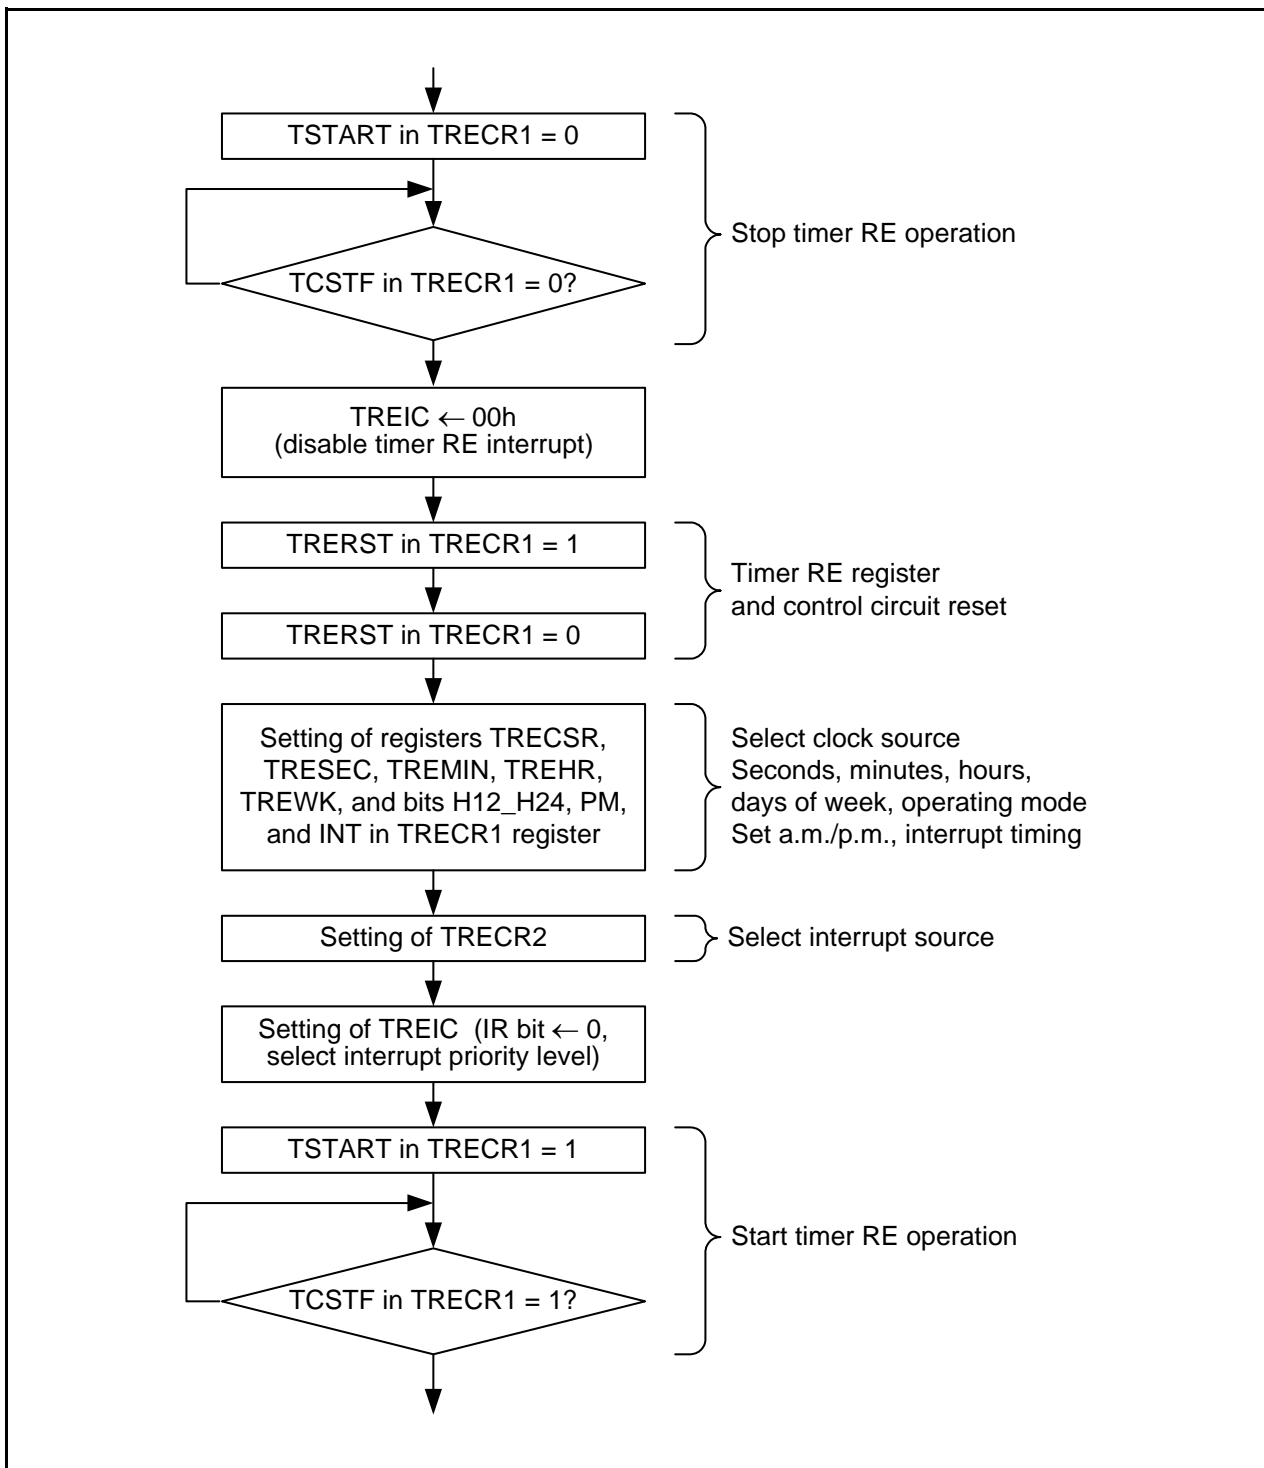 TSTART in TRECR1 = 0
TCSTF in TRECR1 = 0?
Stop timer RE operation
TREIC ← 00h
(disable timer RE interrupt)
TRERST in TRECR1 = 1
TRERST in TRECR1 = 0
Timer RE register
and control circuit reset
Setting of registers TRECSR,
TRESEC, TREMIN, TREHR,
TREWK, and bits H12_H24, PM,
and INT in TRECR1 register
Select clock source
Seconds, minutes, hours,
days of week, operating mode
Set a.m./p.m., interrupt timing
Setting of TRECR2
Select interrupt source
Setting of TREIC (IR bit ← 0,
select interrupt priority level)
TSTART in TRECR1 = 1
TCSTF in TRECR1 = 1?
Start timer RE operation